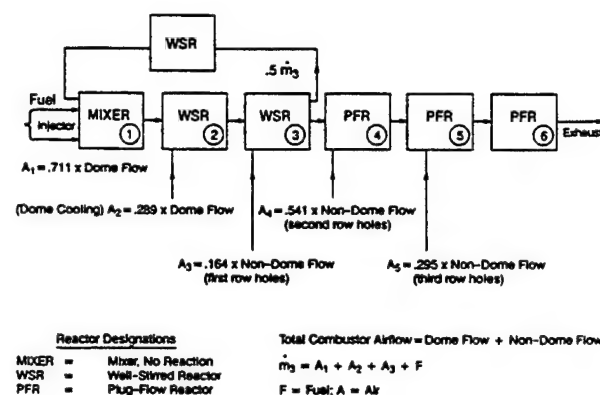 WSR
.5 ṁ3
Fuel
Injector
MIXER
1
WSR
2
WSR
3
PFR
4
PFR
5
PFR
6
Exhaust
A1 = .711 x Dome Flow
(Dome Cooling) A2 = .289 x Dome Flow
A4 = .541 x Non-Dome Flow
(second row holes)
A3 = .164 x Non-Dome Flow
(first row holes)
A5 = .295 x Non-Dome Flow
(third row holes)
Reactor Designations
MIXER = Mixer, No Reaction
WSR = Well-Stirred Reactor
PFR = Plug-Flow Reactor
Total Combustor Airflow = Dome Flow + Non-Dome Flow
ṁ3 = A1 + A2 + A3 + F
F = Fuel; A = Air